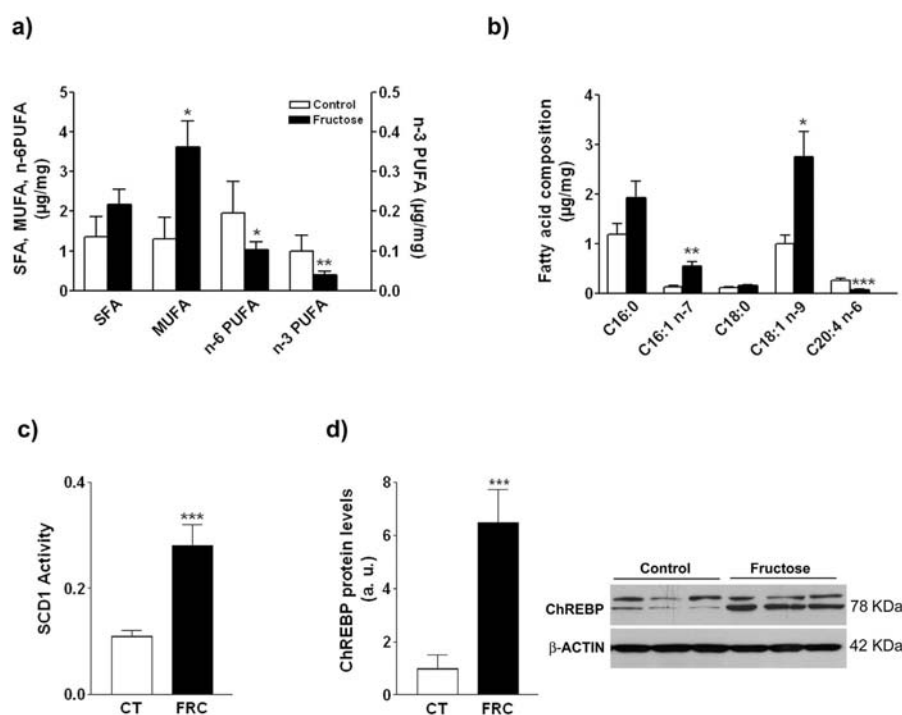 a)
SFA, MUFA, n-6PUFA
(µg/mg)
5
4
3
2
1
0
*
*
**
Control
Fructose
0.5
0.4
0.3
0.2
0.1
0.0
n-3 PUFA (µg/mg)
SFA
MUFA
n-6 PUFA
n-3 PUFA
b)
Fatty acid composition
(µg/mg)
4
3
2
1
0
**
*
***
C16:0
C16:1 n-7
C18:0
C18:1 n-9
C20:4 n-6
c)
SCD1 Activity
0.4
0.2
0.0
***
CT
FRC
d)
ChREBP protein levels
(a. u.)
8
6
4
2
0
***
CT
FRC
Control
Fructose
ChREBP
78 KDa
β-ACTIN
42 KDa